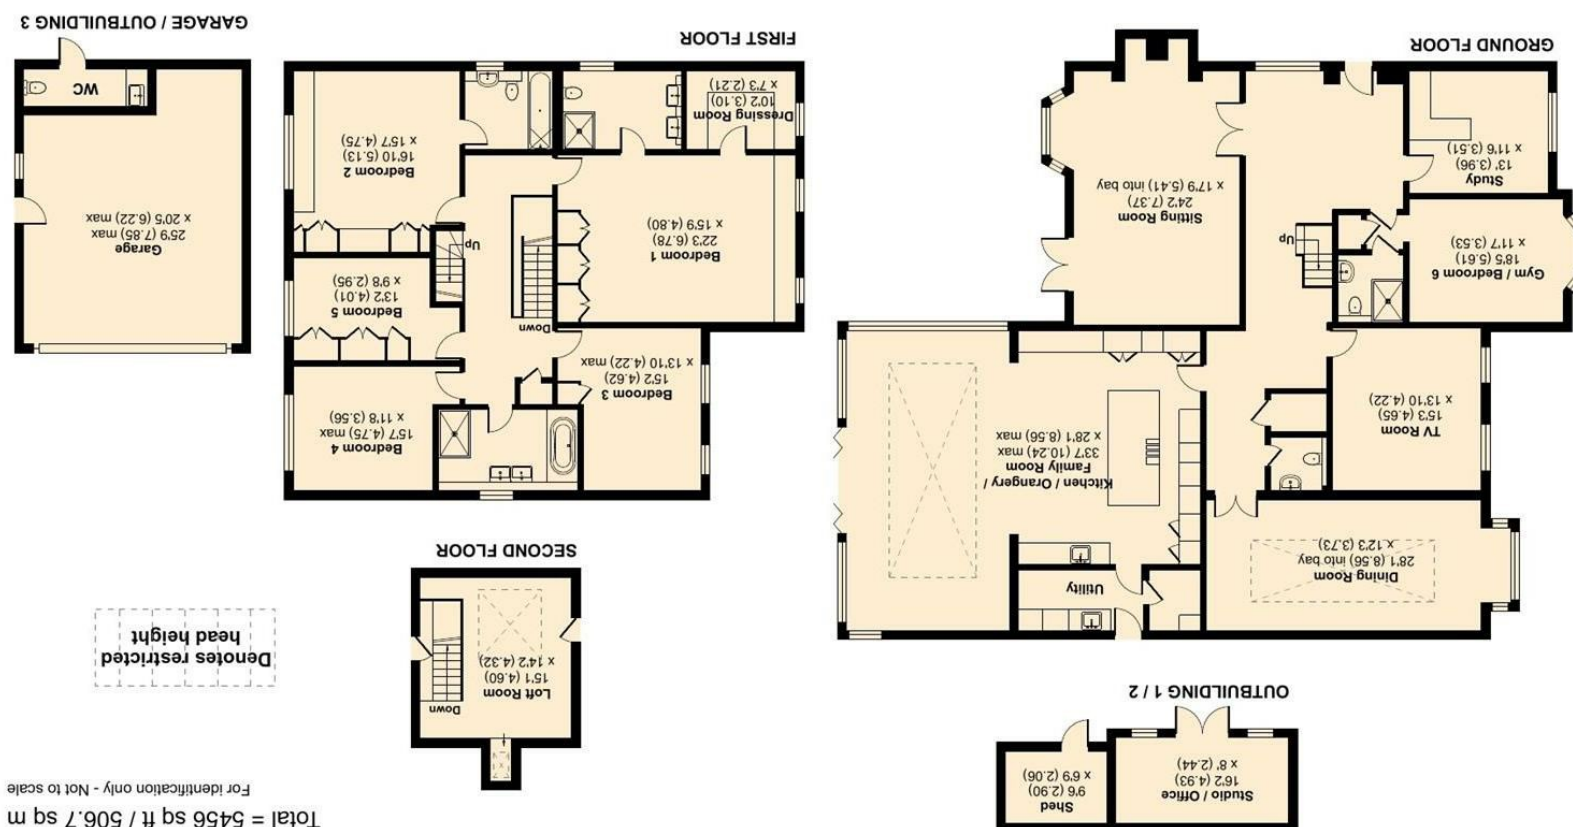 Total = 5456 sq ft / 506.7 sq m
For identification only - Not to scale
Studio / Office
16'2 (4.93)
x 8' (2.44)
Shed
9'6 (2.90)
x 6'9 (2.06)
OUTBUILDING 1 / 2
Loft Room
15'1 (4.60)
x 14'2 (4.32)
Down
SECOND FLOOR
Denotes restricted
head height
Dining Room
28'1 (8.56) into bay
x 12'3 (3.73)
Utility
Kitchen / Orangery /
Family Room
33'7 (10.24) max
x 28'1 (8.56) max
TV Room
15'3 (4.65)
x 13'10 (4.22)
Gym / Bedroom 6
18'5 (5.61)
x 11'7 (3.53)
Up
Sitting Room
24'2 (7.37)
x 17'9 (5.41) into bay
Study
13' (3.96)
x 11'6 (3.51)
GROUND FLOOR
Bedroom 3
15'2 (4.62)
x 13'10 (4.22) max
Bedroom 4
15'7 (4.75) max
x 11'8 (3.56)
Down
Bedroom 5
13'2 (4.01)
x 9'8 (2.95)
Bedroom 1
22'3 (6.78)
x 15'9 (4.80)
Up
Bedroom 2
16'10 (5.13)
x 15'7 (4.75)
Dressing Room
10'2 (3.10)
x 7'3 (2.21)
FIRST FLOOR
Garage
25'9 (7.85) max
x 20'5 (6.22) max
WC
GARAGE / OUTBUILDING 3